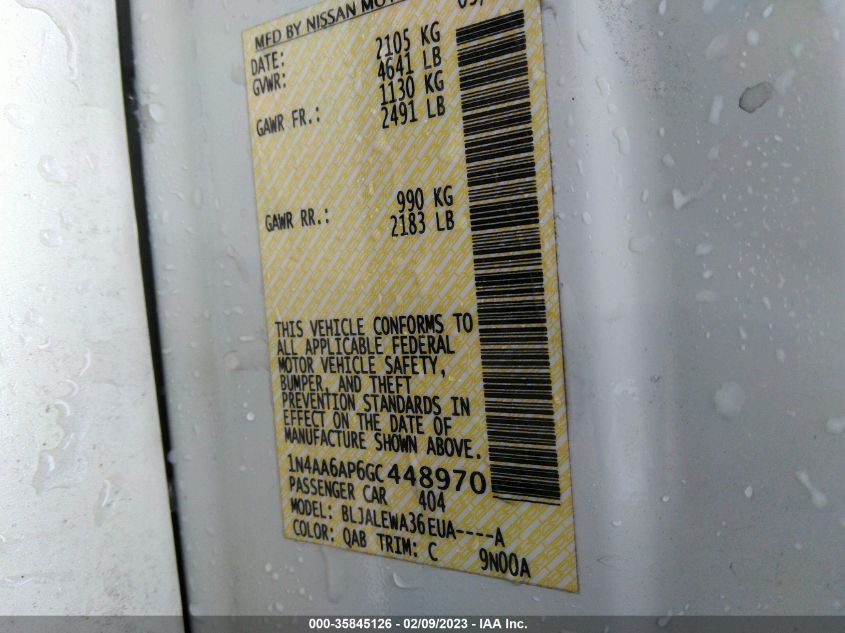 MFD BY NISSAN
DATE:
GVWR: 2105 KG
4641 LB
GAWR FR.: 1130 KG
2491 LB
GAWR RR.: 990 KG
2183 LB
THIS VEHICLE CONFORMS TO
ALL APPLICABLE FEDERAL
MOTOR VEHICLE SAFETY,
BUMPER, AND THEFT
PREVENTION STANDARDS IN
EFFECT ON THE DATE OF
MANUFACTURE SHOWN ABOVE.
1N4AA6AP6GC448970
PASSENGER CAR 404
MODEL: BLJALEWA36EUA----A
COLOR: QAB TRIM: C 9N00A
000-35845126 - 02/09/2023 - IAA Inc.